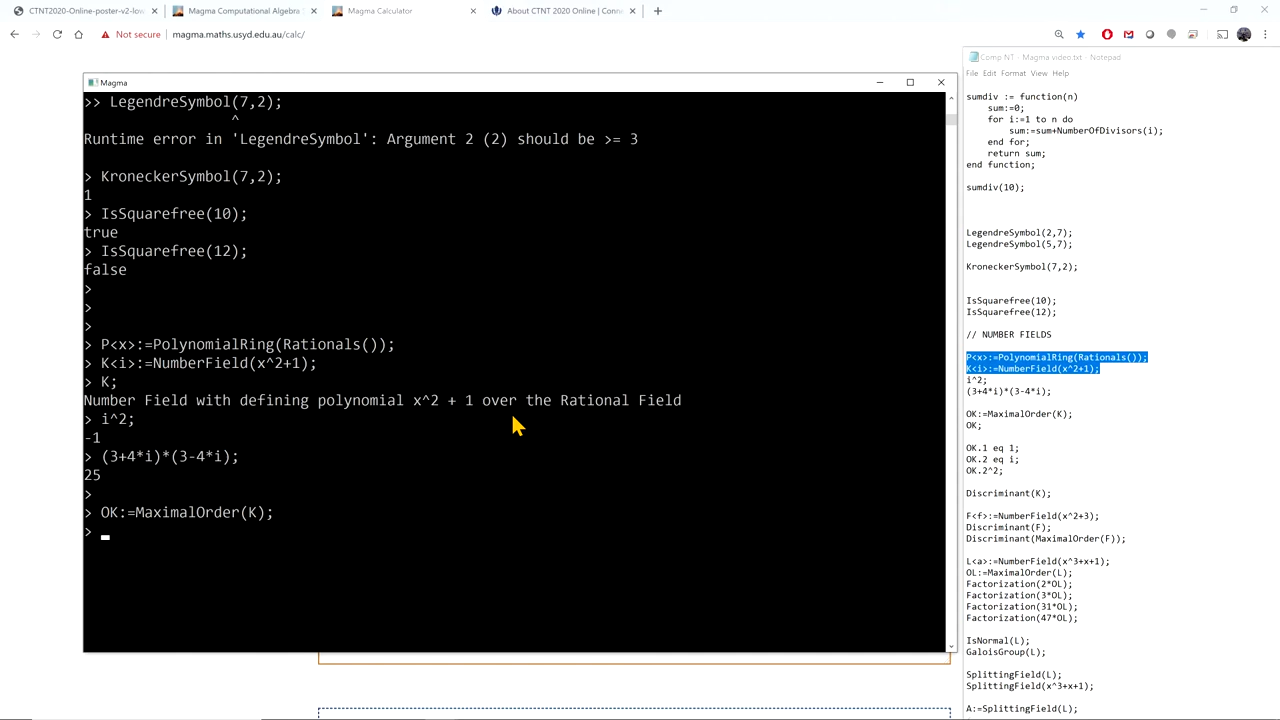 CTNT2020-Online-poster-v2-low
Magma Computational Algebra
Magma Calculator
About CTNT 2020 Online | Conn
Not secure
magma.maths.usyd.edu.au/calc/
Magma
>> LegendreSymbol(7,2);
^
Runtime error in 'LegendreSymbol': Argument 2 (2) should be >= 3
> KroneckerSymbol(7,2);
1
> IsSquarefree(10);
true
> IsSquarefree(12);
false
>
>
>
> P<x>:=PolynomialRing(Rationals());
> K<i>:=NumberField(x^2+1);
> K;
Number Field with defining polynomial x^2 + 1 over the Rational Field
> i^2;
-1
> (3+4*i)*(3-4*i);
25
>
> OK:=MaximalOrder(K);
>
Comp NT - Magma video.txt - Notepad
File Edit Format View Help
sumdiv := function(n)
sum:=0;
for i:=1 to n do
sum:=sum+NumberOfDivisors(i);
end for;
return sum;
end function;
sumdiv(10);
LegendreSymbol(2,7);
LegendreSymbol(5,7);
KroneckerSymbol(7,2);
IsSquarefree(10);
IsSquarefree(12);
// NUMBER FIELDS
P<x>:=PolynomialRing(Rationals());
K<i>:=NumberField(x^2+1);
i^2;
(3+4*i)*(3-4*i);
OK:=MaximalOrder(K);
OK;
OK.1 eq 1;
OK.2 eq i;
OK.2^2;
Discriminant(K);
F<f>:=NumberField(x^2+3);
Discriminant(F);
Discriminant(MaximalOrder(F));
L<a>:=NumberField(x^3+x+1);
OL:=MaximalOrder(L);
Factorization(2*OL);
Factorization(3*OL);
Factorization(31*OL);
Factorization(47*OL);
IsNormal(L);
GaloisGroup(L);
SplittingField(L);
SplittingField(x^3+x+1);
A:=SplittingField(L);